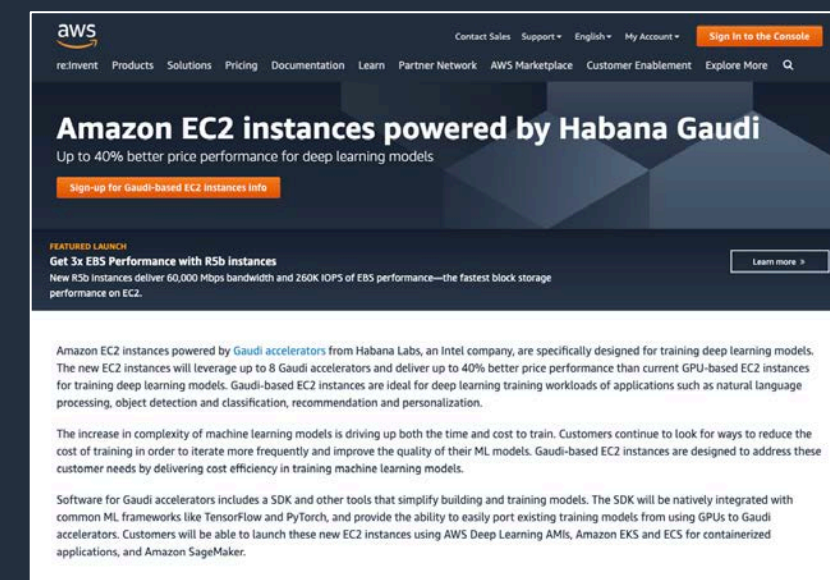 aws
Contact Sales Support English My Account Sign In to the Console
re:Invent Products Solutions Pricing Documentation Learn Partner Network AWS Marketplace Customer Enablement Explore More
Amazon EC2 instances powered by Habana Gaudi
Up to 40% better price performance for deep learning models
Sign-up for Gaudi-based EC2 instances info
FEATURED LAUNCH
Get 3x EBS Performance with R5b instances
New R5b instances deliver 60,000 Mbps bandwidth and 260K IOPS of EBS performance—the fastest block storage
performance on EC2.
Learn more »
Amazon EC2 instances powered by Gaudi accelerators from Habana Labs, an Intel company, are specifically designed for training deep learning models.
The new EC2 instances will leverage up to 8 Gaudi accelerators and deliver up to 40% better price performance than current GPU-based EC2 instances
for training deep learning models. Gaudi-based EC2 instances are ideal for deep learning training workloads of applications such as natural language
processing, object detection and classification, recommendation and personalization.
The increase in complexity of machine learning models is driving up both the time and cost to train. Customers continue to look for ways to reduce the
cost of training in order to iterate more frequently and improve the quality of their ML models. Gaudi-based EC2 instances are designed to address these
customer needs by delivering cost efficiency in training machine learning models.
Software for Gaudi accelerators includes a SDK and other tools that simplify building and training models. The SDK will be natively integrated with
common ML frameworks like TensorFlow and PyTorch, and provide the ability to easily port existing training models from using GPUs to Gaudi
accelerators. Customers will be able to launch these new EC2 instances using AWS Deep Learning AMIs, Amazon EKS and ECS for containerized
applications, and Amazon SageMaker.